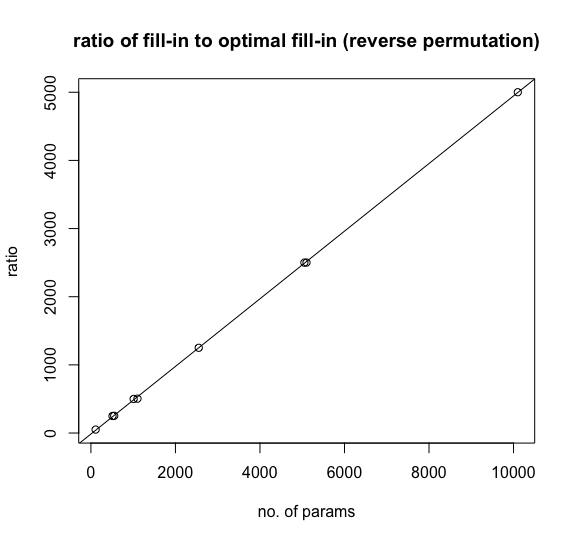 ratio of fill-in to optimal fill-in (reverse permutation)
5000
4000
3000
2000
1000
0
ratio
0 2000 4000 6000 8000 10000
no. of params